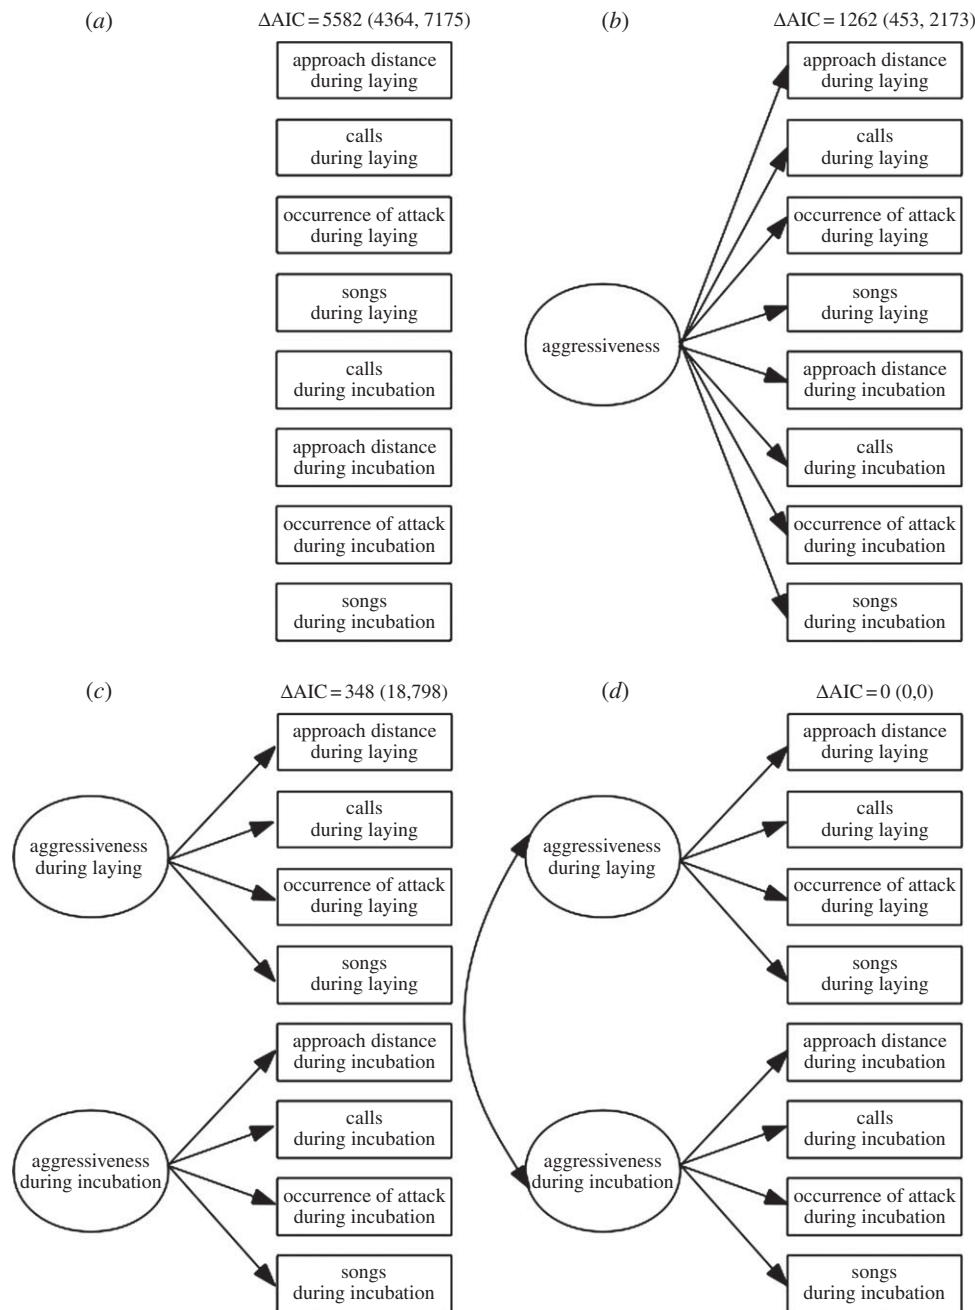 (a)
ΔAIC = 5582 (4364, 7175)
approach distance
during laying
calls
during laying
occurrence of attack
during laying
songs
during laying
calls
during incubation
approach distance
during incubation
occurrence of attack
during incubation
songs
during incubation
(b)
ΔAIC = 1262 (453, 2173)
aggressiveness
approach distance
during laying
calls
during laying
occurrence of attack
during laying
songs
during laying
approach distance
during incubation
calls
during incubation
occurrence of attack
during incubation
songs
during incubation
(c)
ΔAIC = 348 (18,798)
aggressiveness
during laying
approach distance
during laying
calls
during laying
occurrence of attack
during laying
songs
during laying
aggressiveness
during incubation
approach distance
during incubation
calls
during incubation
occurrence of attack
during incubation
songs
during incubation
(d)
ΔAIC = 0 (0,0)
aggressiveness
during laying
approach distance
during laying
calls
during laying
occurrence of attack
during laying
songs
during laying
aggressiveness
during incubation
approach distance
during incubation
calls
during incubation
occurrence of attack
during incubation
songs
during incubation